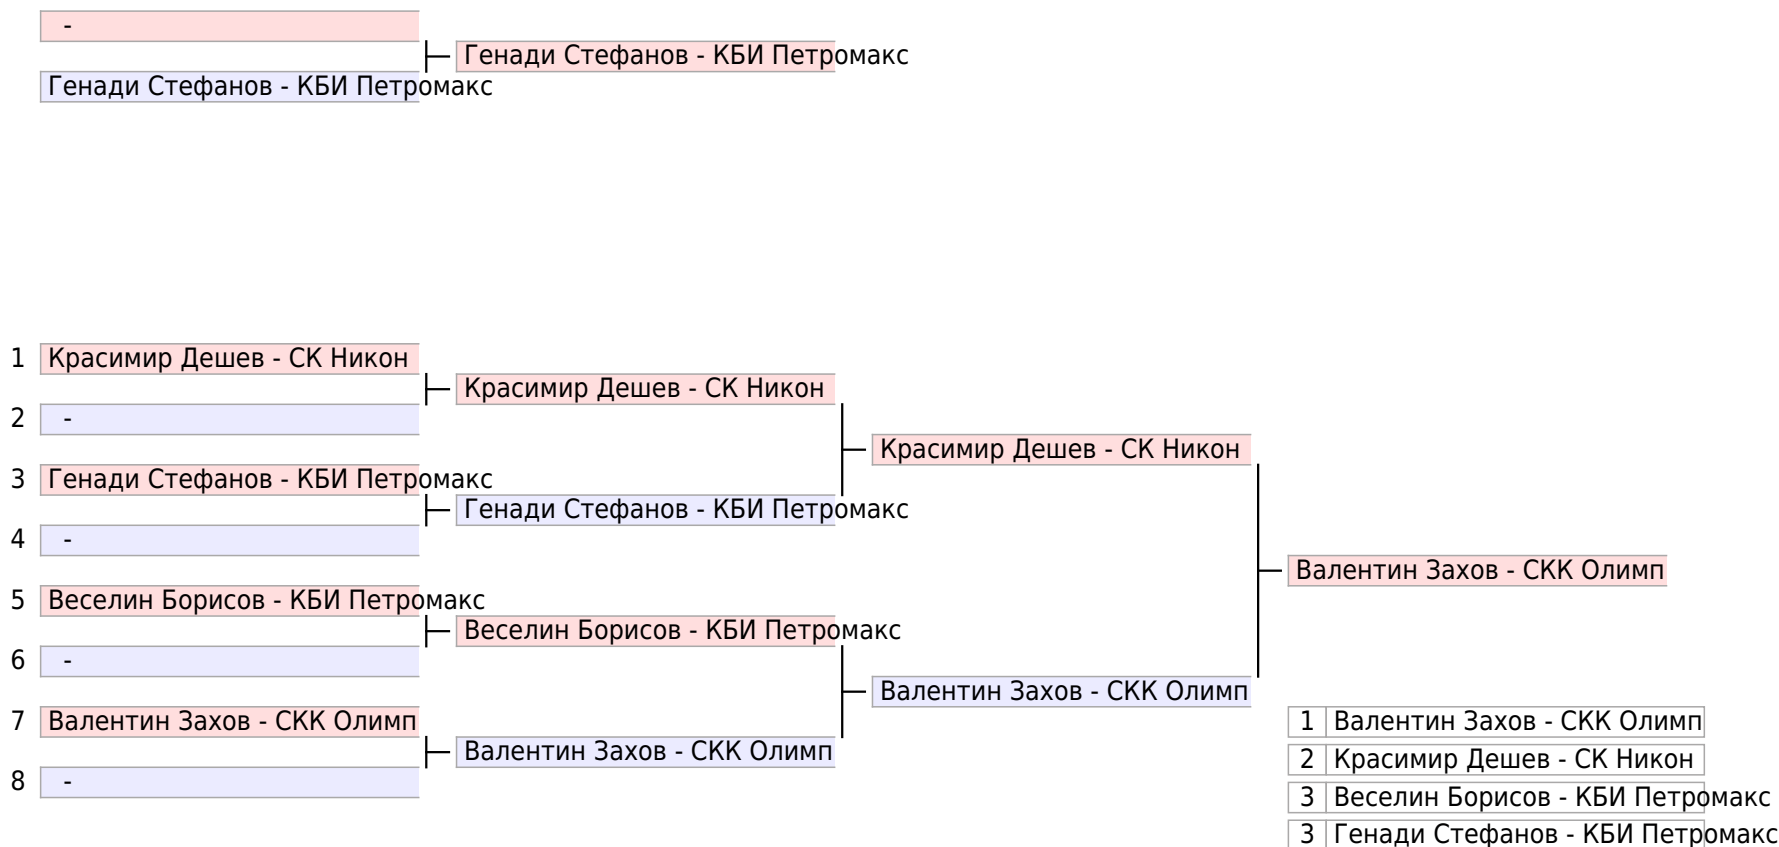 -
Генади Стефанов - КБИ Петромакс
Генади Стефанов - КБИ Петромакс
1 Красимир Дешев - СК Никон
Красимир Дешев - СК Никон
2 -
Красимир Дешев - СК Никон
3 Генади Стефанов - КБИ Петромакс
Генади Стефанов - КБИ Петромакс
4 -
Валентин Захов - СКК Олимп
5 Веселин Борисов - КБИ Петромакс
Веселин Борисов - КБИ Петромакс
6 -
Валентин Захов - СКК Олимп
7 Валентин Захов - СКК Олимп
Валентин Захов - СКК Олимп
8 -
1 Валентин Захов - СКК Олимп
2 Красимир Дешев - СК Никон
3 Веселин Борисов - КБИ Петромакс
3 Генади Стефанов - КБИ Петромакс